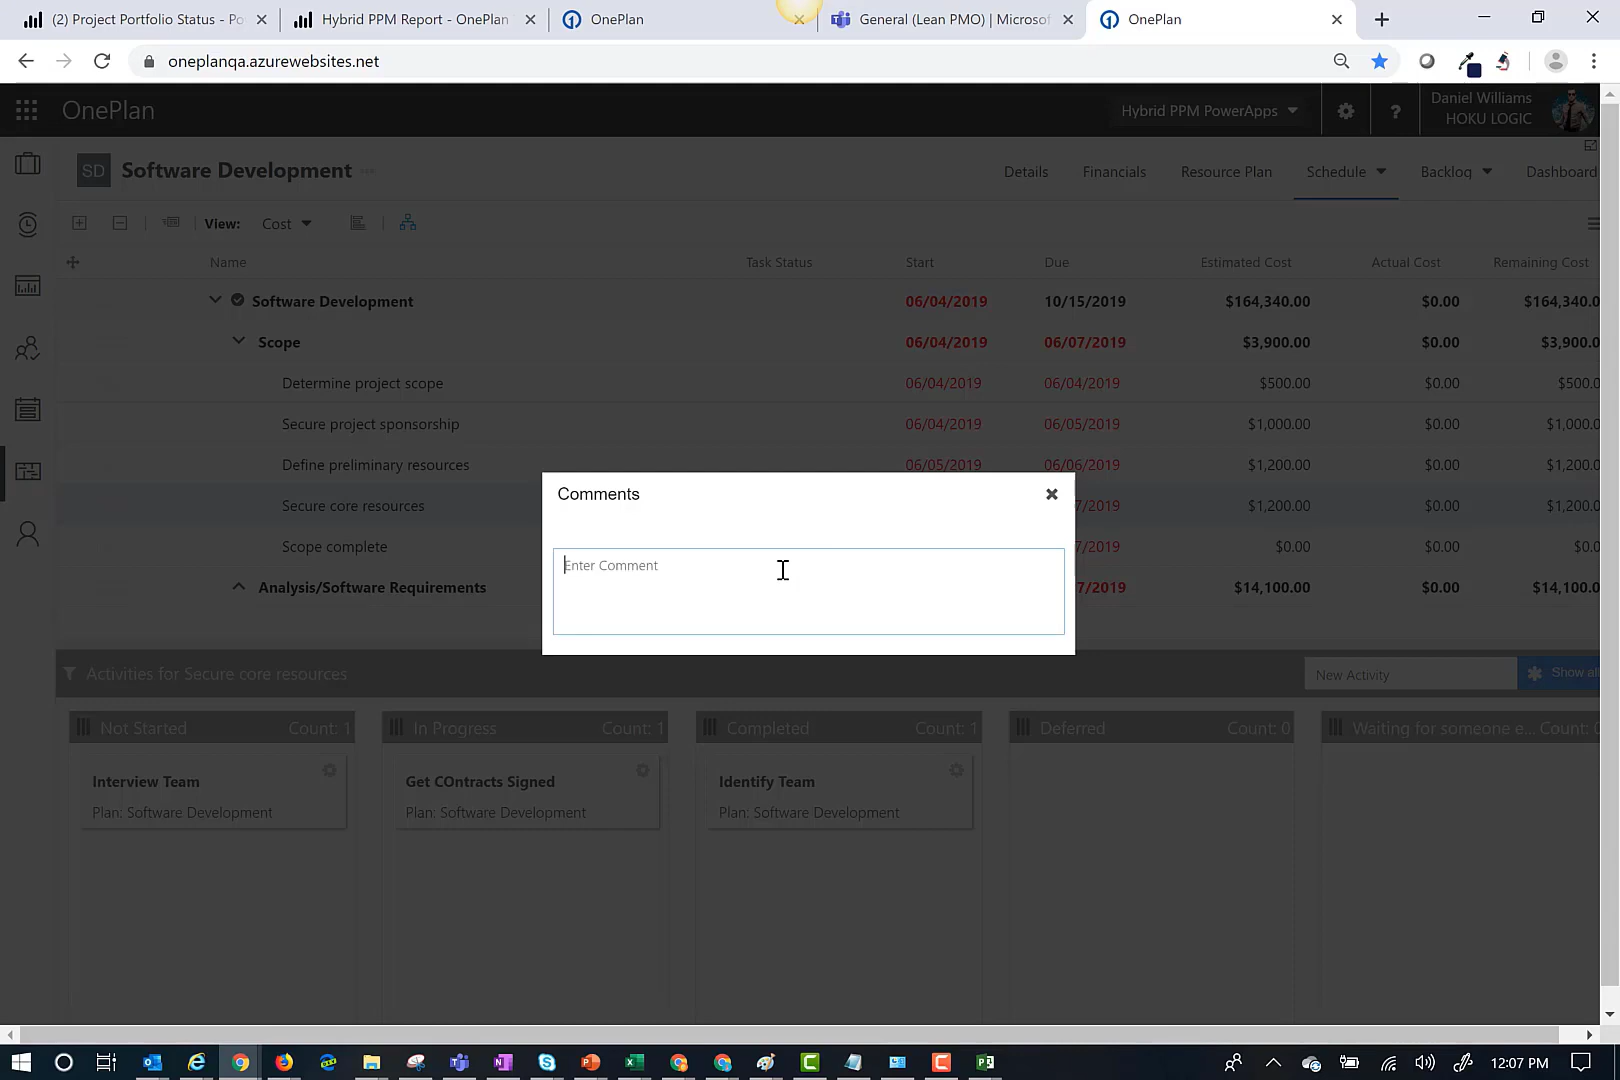 (2) Project Portfolio Status - Po
Hybrid PPM Report - OnePlan
OnePlan
General (Lean PMO) | Microsof
OnePlan
oneplanqa.azurewebsites.net
OnePlan
Hybrid PPM PowerApps
?
Daniel Williams
HOKU LOGIC
SD
Software Development
Details
Financials
Resource Plan
Schedule
Backlog
Dashboard
View:
Cost
Name
Task Status
Start
Due
Estimated Cost
Actual Cost
Remaining Cost
Software Development 06/04/2019 10/15/2019 $164,340.00 $0.00 $164,340.0
Scope 06/04/2019 06/07/2019 $3,900.00 $0.00 $3,900.0
Determine project scope 06/04/2019 06/04/2019 $500.00 $0.00 $500.0
Secure project sponsorship 06/04/2019 06/05/2019 $1,000.00 $0.00 $1,000.0
Define preliminary resources 06/05/2019 06/06/2019 $1,200.00 $0.00 $1,200.0
Secure core resources 7/2019 $1,200.00 $0.00 $1,200.0
Scope complete 7/2019 $0.00 $0.00 $0.0
Analysis/Software Requirements 7/2019 $14,100.00 $0.00 $14,100.0
Comments
Enter Comment
Activities for Secure core resources
New Activity
Show all
Not Started Count: 1
In Progress Count: 1
Completed Count: 1
Deferred Count: 0
Waiting for someone e... Count: 0
Interview Team
Plan: Software Development
Get COntracts Signed
Plan: Software Development
Identify Team
Plan: Software Development
12:07 PM